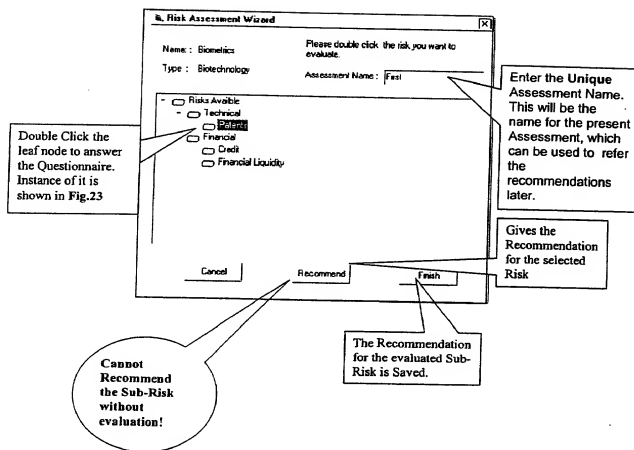 Risk Assessment Wizard
Name : Biometrics
Please double click the risk you want to
evaluate.
Type : Biotechnology
Assessment Name : First
Risks Avaible
Technical
Patents
Financial
Credit
Financial Liquidity
Cancel
Recommend
Finish
Double Click the
leaf node to answer
the Questionnaire.
Instance of it is
shown in Fig.23
Enter the Unique
Assessment Name.
This will be the
name for the present
Assessment, which
can be used to refer
the
recommendations
later.
Gives the
Recommendation
for the selected
Risk
The Recommendation
for the evaluated Sub-
Risk is Saved.
Cannot
Recommend
the Sub-Risk
without
evaluation!